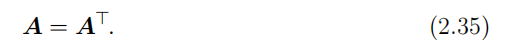 A = A⊤. (2.35)